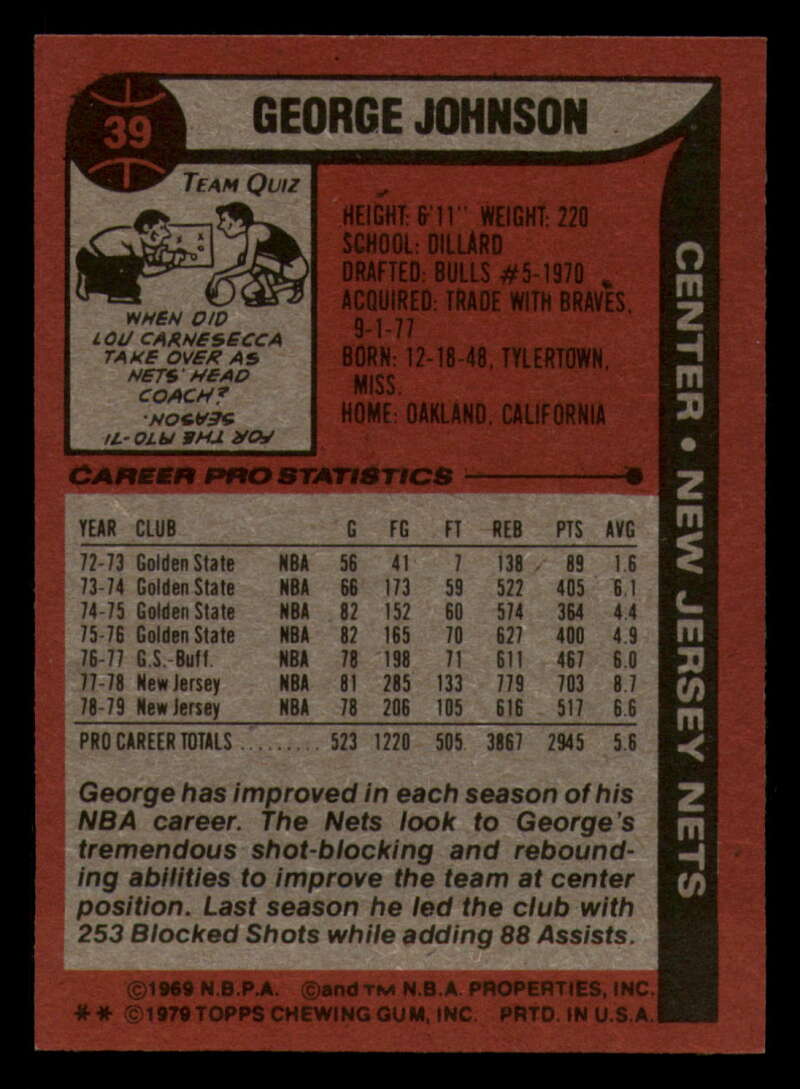 39
GEORGE JOHNSON
TEAM QUIZ
WHEN DID
LOU CARNESECCA
TAKE OVER AS
NETS' HEAD
COACH?
FOR THE 1970-71
SEASON.
HEIGHT: 6'11" WEIGHT: 220
SCHOOL: DILLARD
DRAFTED: BULLS #5-1970
ACQUIRED: TRADE WITH BRAVES,
9-1-77
BORN: 12-18-48, TYLERTOWN,
MISS.
HOME: OAKLAND, CALIFORNIA
CENTER • NEW JERSEY NETS
CAREER PRO STATISTICS
YEAR CLUB G FG FT REB PTS AVG
72-73 Golden State NBA 56 41 7 138 89 1.6
73-74 Golden State NBA 66 173 59 522 405 6.1
74-75 Golden State NBA 82 152 60 574 364 4.4
75-76 Golden State NBA 82 165 70 627 400 4.9
76-77 G.S.-Buff. NBA 78 198 71 611 467 6.0
77-78 New Jersey NBA 81 285 133 779 703 8.7
78-79 New Jersey NBA 78 206 105 616 517 6.6
PRO CAREER TOTALS ......... 523 1220 505 3867 2945 5.6
George has improved in each season of his
NBA career. The Nets look to George's
tremendous shot-blocking and rebound-
ing abilities to improve the team at center
position. Last season he led the club with
253 Blocked Shots while adding 88 Assists.
©1969 N.B.P.A. ©and TM N.B.A. PROPERTIES, INC.
** ©1979 TOPPS CHEWING GUM, INC. PRTD. IN U.S.A.